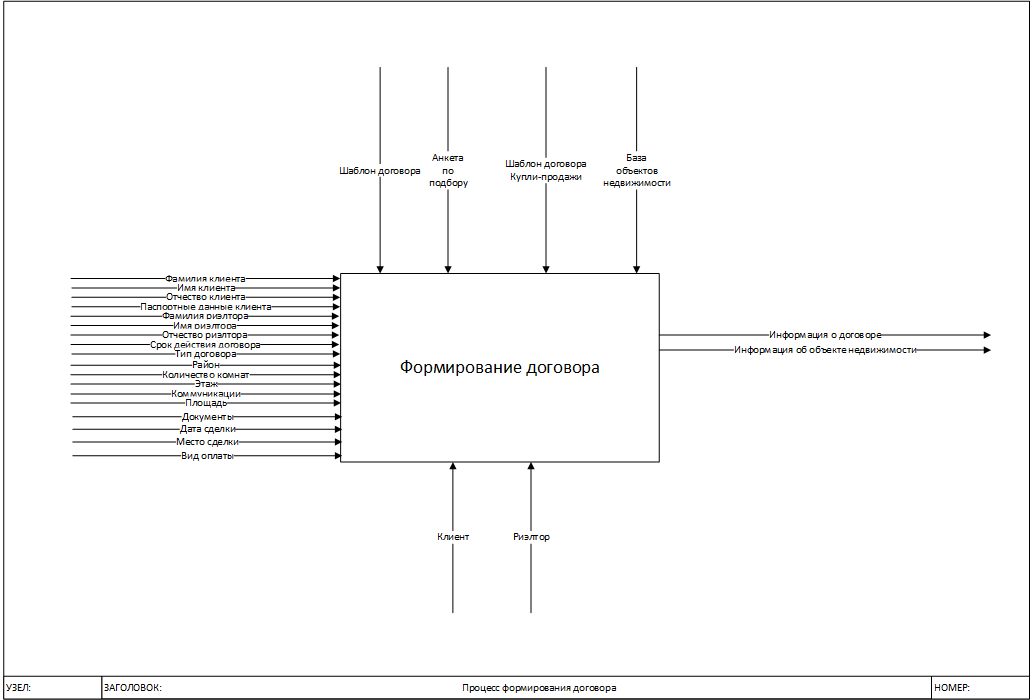 Шаблон договора
Анкета
по
подбору
Шаблон договора
Купли-продажи
База
объектов
недвижимости
Фамилия клиента
Имя клиента
Отчество клиента
Паспортные данные клиента
Фамилия риэлтора
Имя риэлтора
Отчество риэлтора
Срок действия договора
Тип договора
Район
Количество комнат
Этаж
Коммуникации
Площадь
Документы
Дата сделки
Место сделки
Вид оплаты
Формирование договора
Информация о договоре
Информация об объекте недвижимости
Клиент
Риэлтор
УЗЕЛ:
ЗАГОЛОВОК:
Процесс формирования договора
НОМЕР: